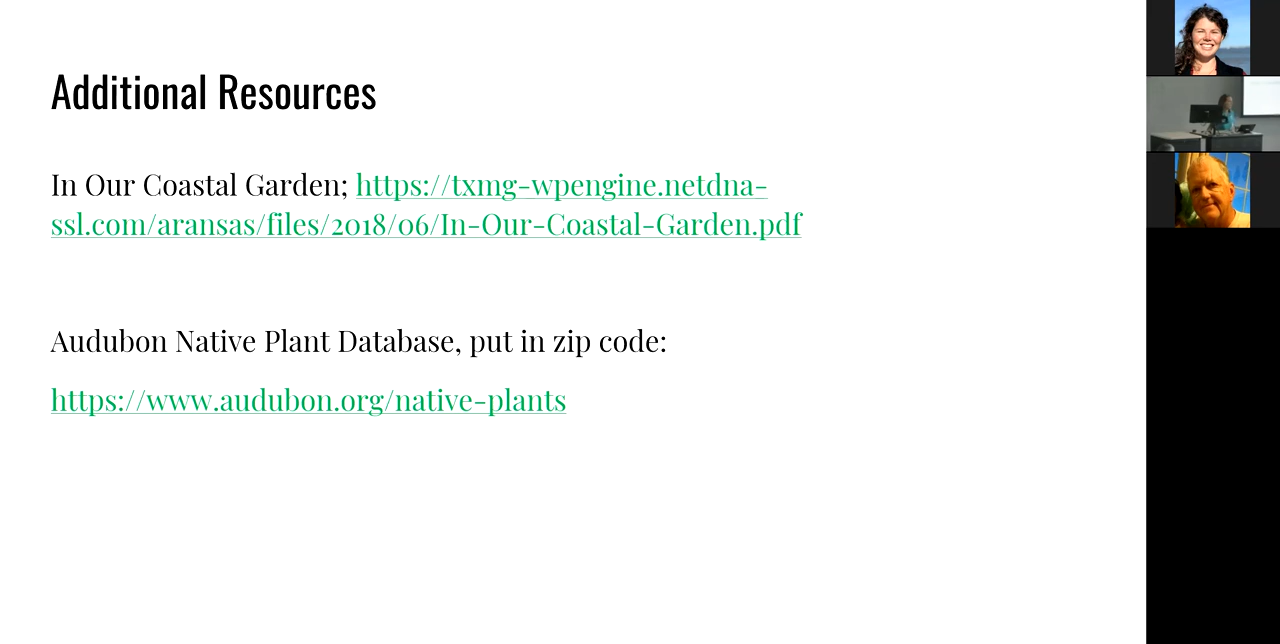 Additional Resources
In Our Coastal Garden; https://txmg-wpengine.netdna-
ssl.com/aransas/files/2018/06/In-Our-Coastal-Garden.pdf
Audubon Native Plant Database, put in zip code:
https://www.audubon.org/native-plants